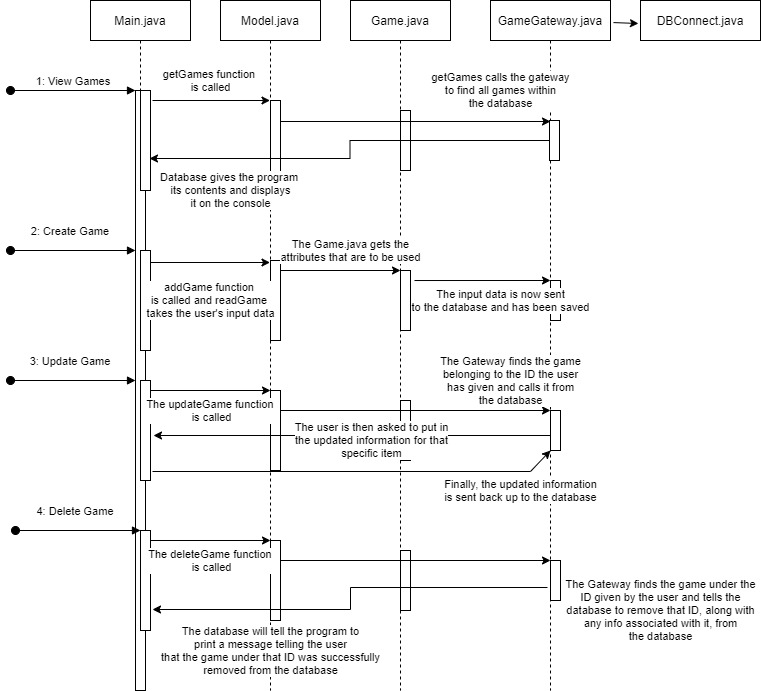 Main.java
Model.java
Game.java
GameGateway.java
DBConnect.java
1: View Games
getGames function
is called
getGames calls the gateway
to find all games within
the database
Database gives the program
its contents and displays
it on the console
2: Create Game
addGame function
is called and readGame
takes the user's input data
The Game.java gets the
attributes that are to be used
The input data is now sent
to the database and has been saved
3: Update Game
The updateGame function
is called
The Gateway finds the game
belonging to the ID the user
has given and calls it from
the database
The user is then asked to put in
the updated information for that
specific item
Finally, the updated information
is sent back up to the database
4: Delete Game
The deleteGame function
is called
The Gateway finds the game under the
ID given by the user and tells the
database to remove that ID, along with
any info associated with it, from
the database
The database will tell the program to
print a message telling the user
that the game under that ID was successfully
removed from the database